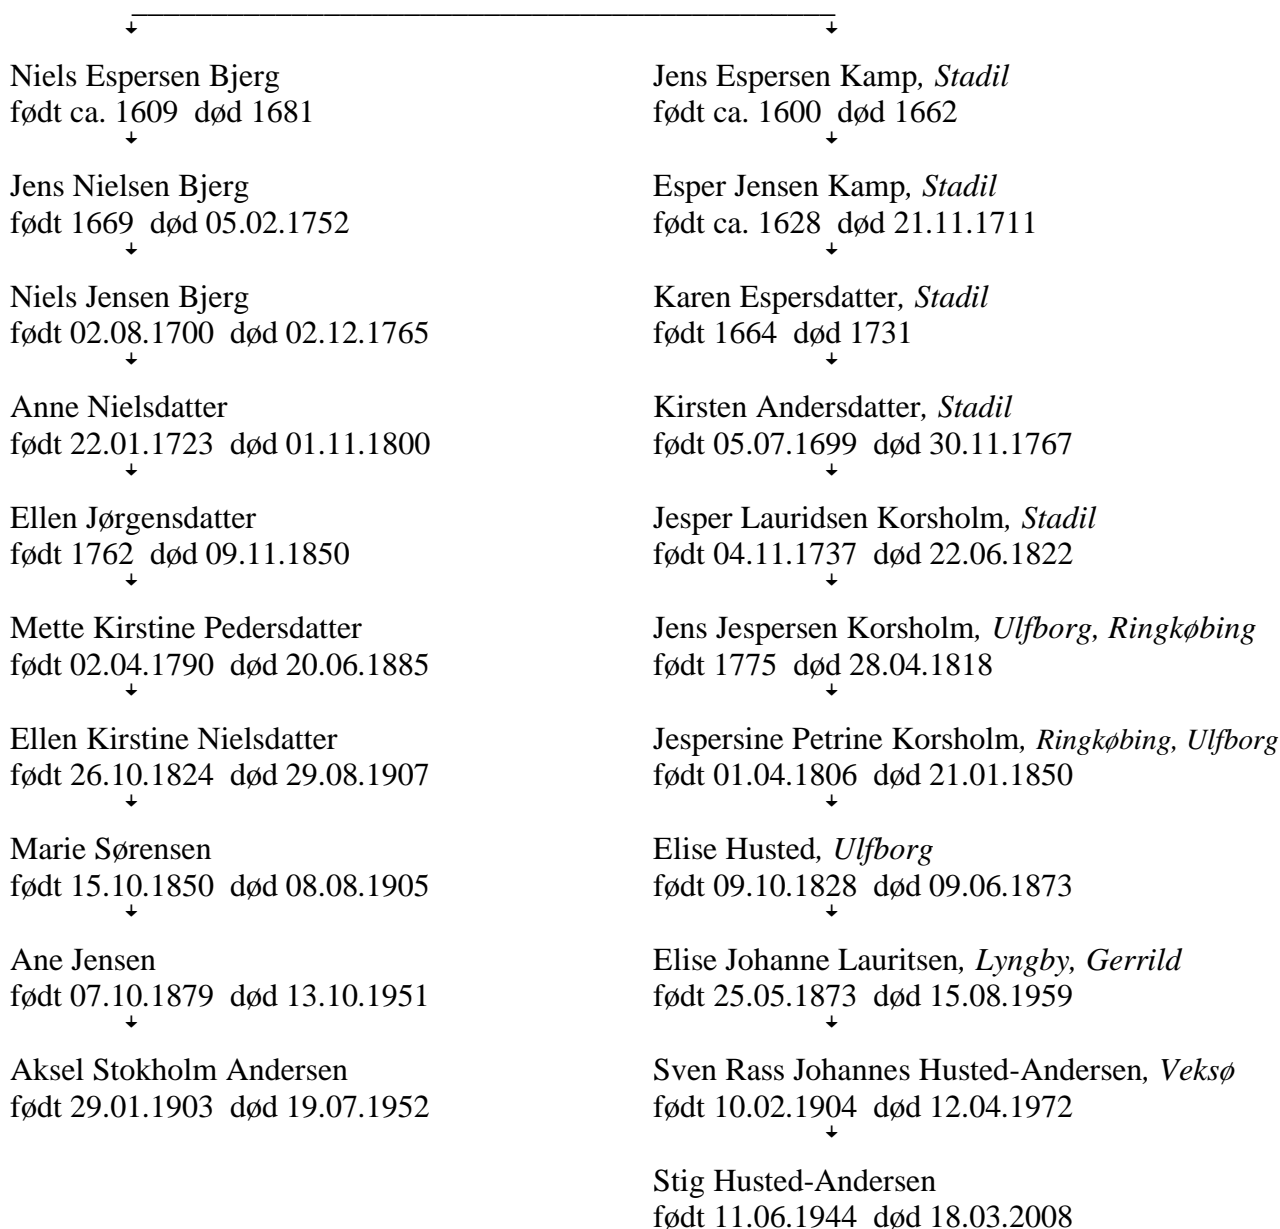 Niels Espersen Bjerg
født ca. 1609 død 1681
Jens Nielsen Bjerg
født 1669 død 05.02.1752
Niels Jensen Bjerg
født 02.08.1700 død 02.12.1765
Anne Nielsdatter
født 22.01.1723 død 01.11.1800
Ellen Jørgensdatter
født 1762 død 09.11.1850
Mette Kirstine Pedersdatter
født 02.04.1790 død 20.06.1885
Ellen Kirstine Nielsdatter
født 26.10.1824 død 29.08.1907
Marie Sørensen
født 15.10.1850 død 08.08.1905
Ane Jensen
født 07.10.1879 død 13.10.1951
Aksel Stokholm Andersen
født 29.01.1903 død 19.07.1952
Jens Espersen Kamp, Stadil
født ca. 1600 død 1662
Esper Jensen Kamp, Stadil
født ca. 1628 død 21.11.1711
Karen Espersdatter, Stadil
født 1664 død 1731
Kirsten Andersdatter, Stadil
født 05.07.1699 død 30.11.1767
Jesper Lauridsen Korsholm, Stadil
født 04.11.1737 død 22.06.1822
Jens Jespersen Korsholm, Ulfborg, Ringkøbing
født 1775 død 28.04.1818
Jespersine Petrine Korsholm, Ringkøbing, Ulfborg
født 01.04.1806 død 21.01.1850
Elise Husted, Ulfborg
født 09.10.1828 død 09.06.1873
Elise Johanne Lauritsen, Lyngby, Gerrild
født 25.05.1873 død 15.08.1959
Sven Rass Johannes Husted-Andersen, Veksø
født 10.02.1904 død 12.04.1972
Stig Husted-Andersen
født 11.06.1944 død 18.03.2008